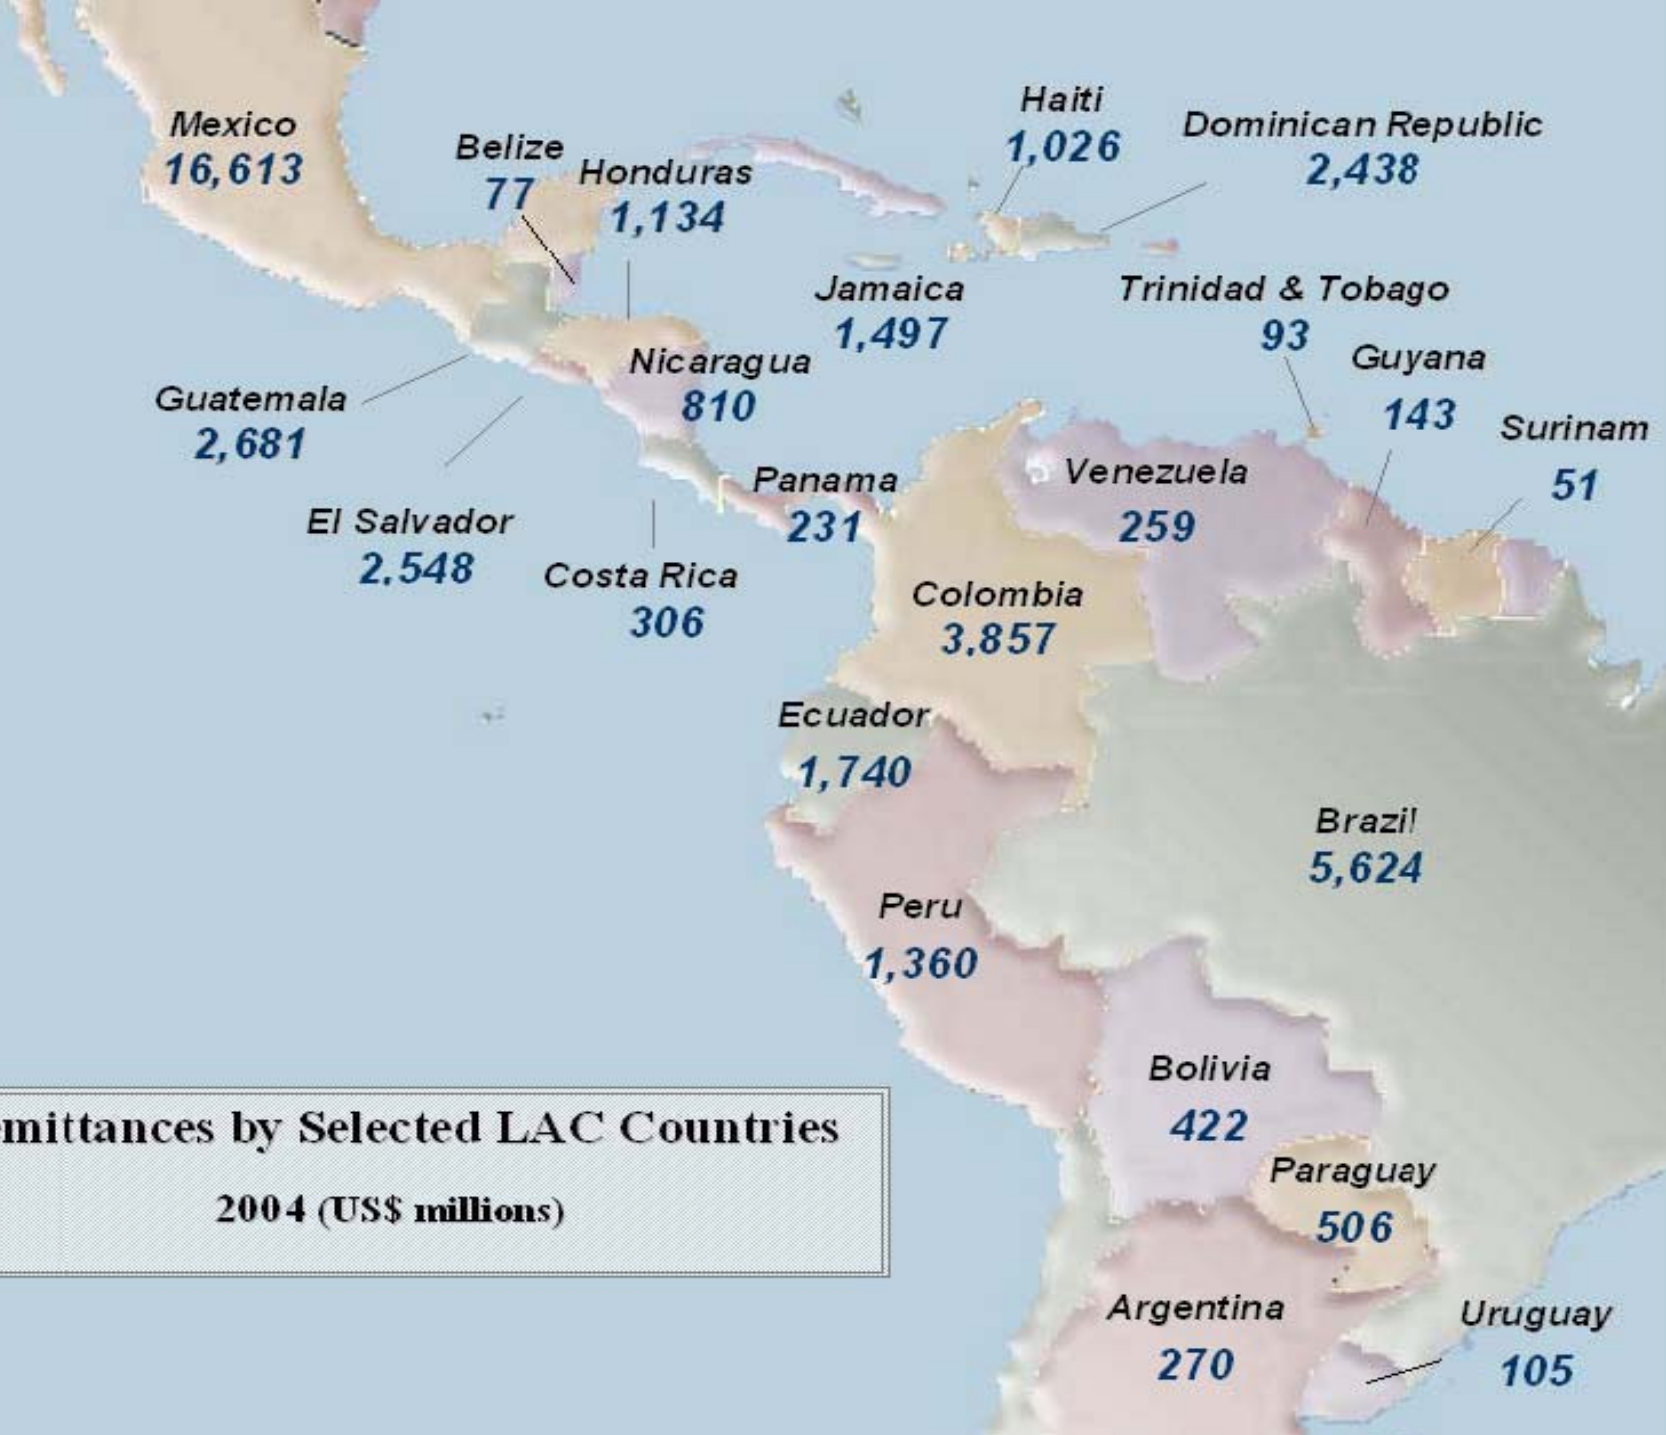 Haiti
1,026
Dominican Republic
2,438
Mexico
16,613
Belize
77
Honduras
1,134
Jamaica
1,497
Trinidad & Tobago
93
Guyana
143
Surinam
51
Nicaragua
810
Guatemala
2,681
El Salvador
2,548
Panama
231
Costa Rica
306
Venezuela
259
Colombia
3,857
Ecuador
1,740
Brazil
5,624
Peru
1,360
Bolivia
422
Paraguay
506
Argentina
270
Uruguay
105
mittances by Selected LAC Countries
2004 (US$ millions)